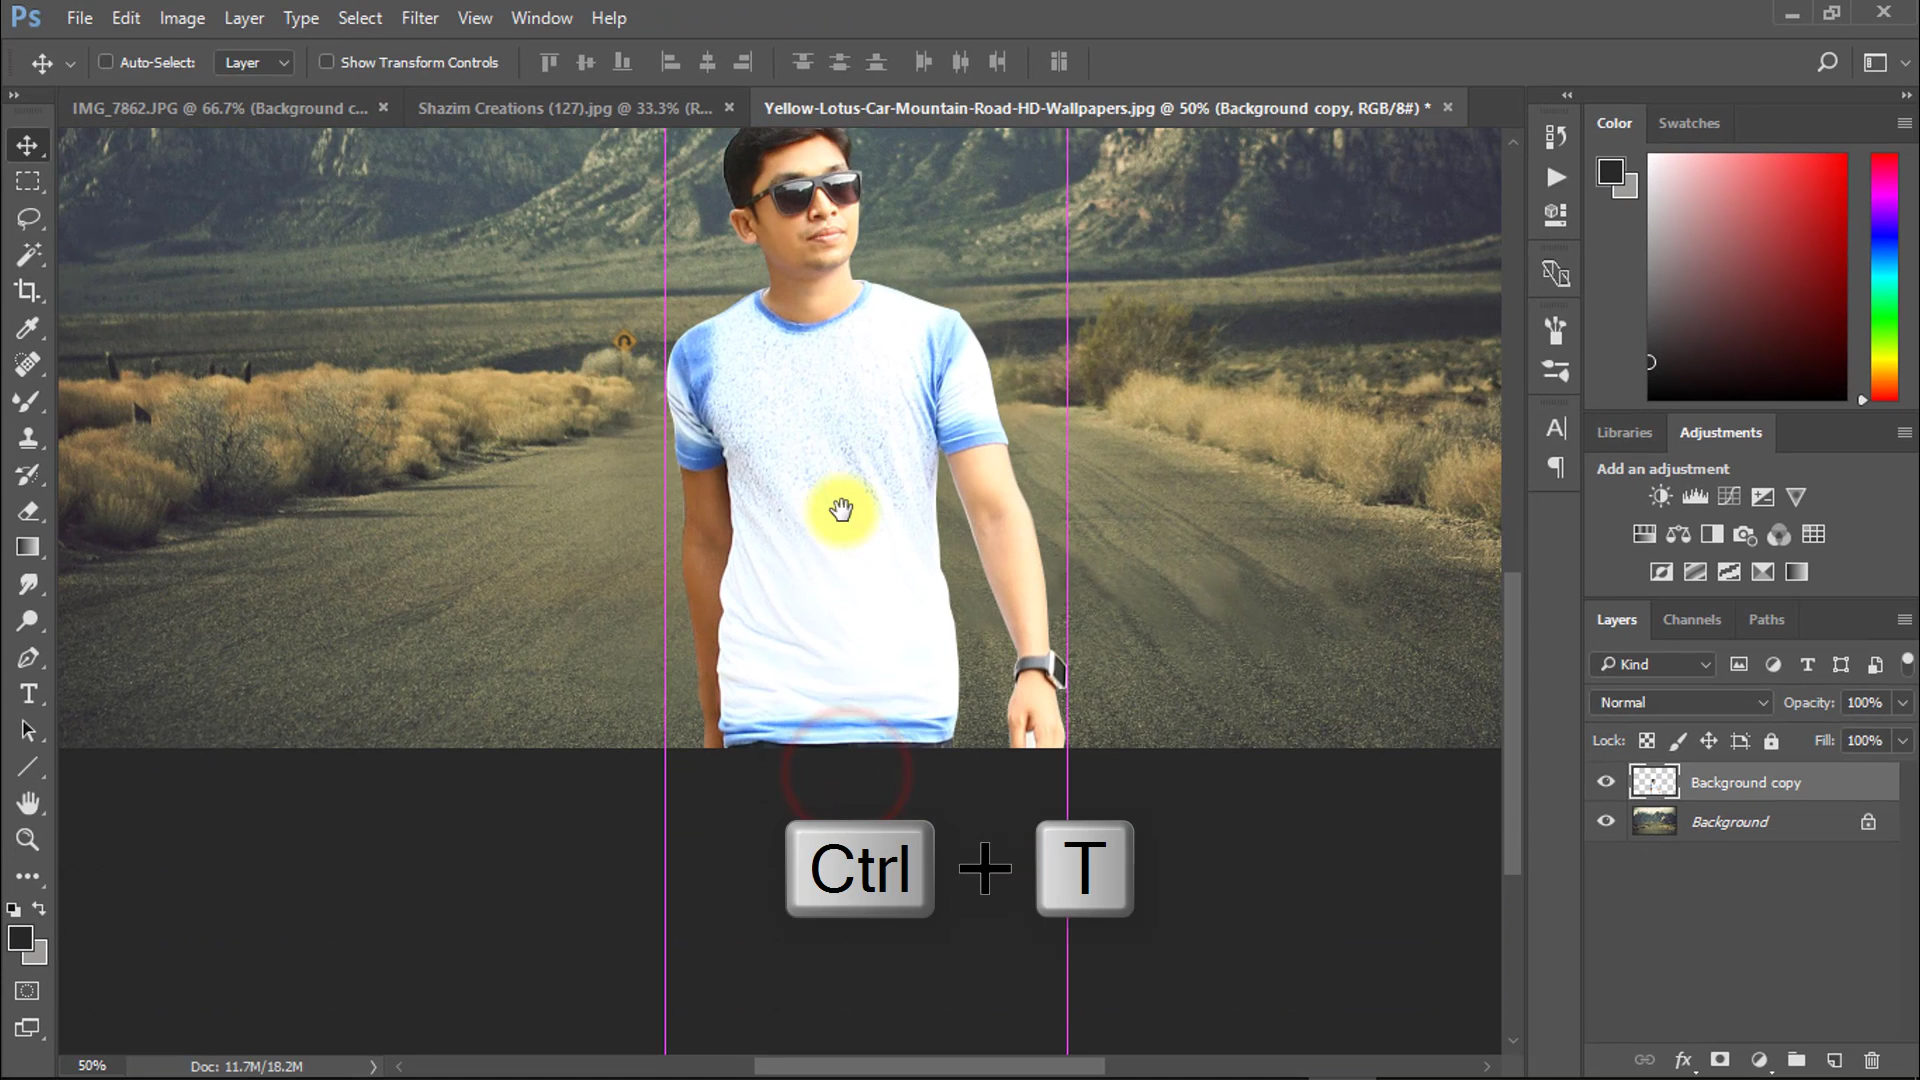 Ps File Edit Image Layer Type Select Filter View Window Help
Auto-Select: Layer Show Transform Controls
IMG_7862.JPG @ 66.7% (Background c... × Shazim Creations (127).jpg @ 33.3% (R... × Yellow-Lotus-Car-Mountain-Road-HD-Wallpapers.jpg @ 50% (Background copy, RGB/8#) * ×
Color Swatches
Libraries Adjustments
Add an adjustment
Layers Channels Paths
Kind
Normal Opacity: 100%
Lock: Fill: 100%
Background copy
Background
Ctrl + T
50% Doc: 11.7M/18.2M